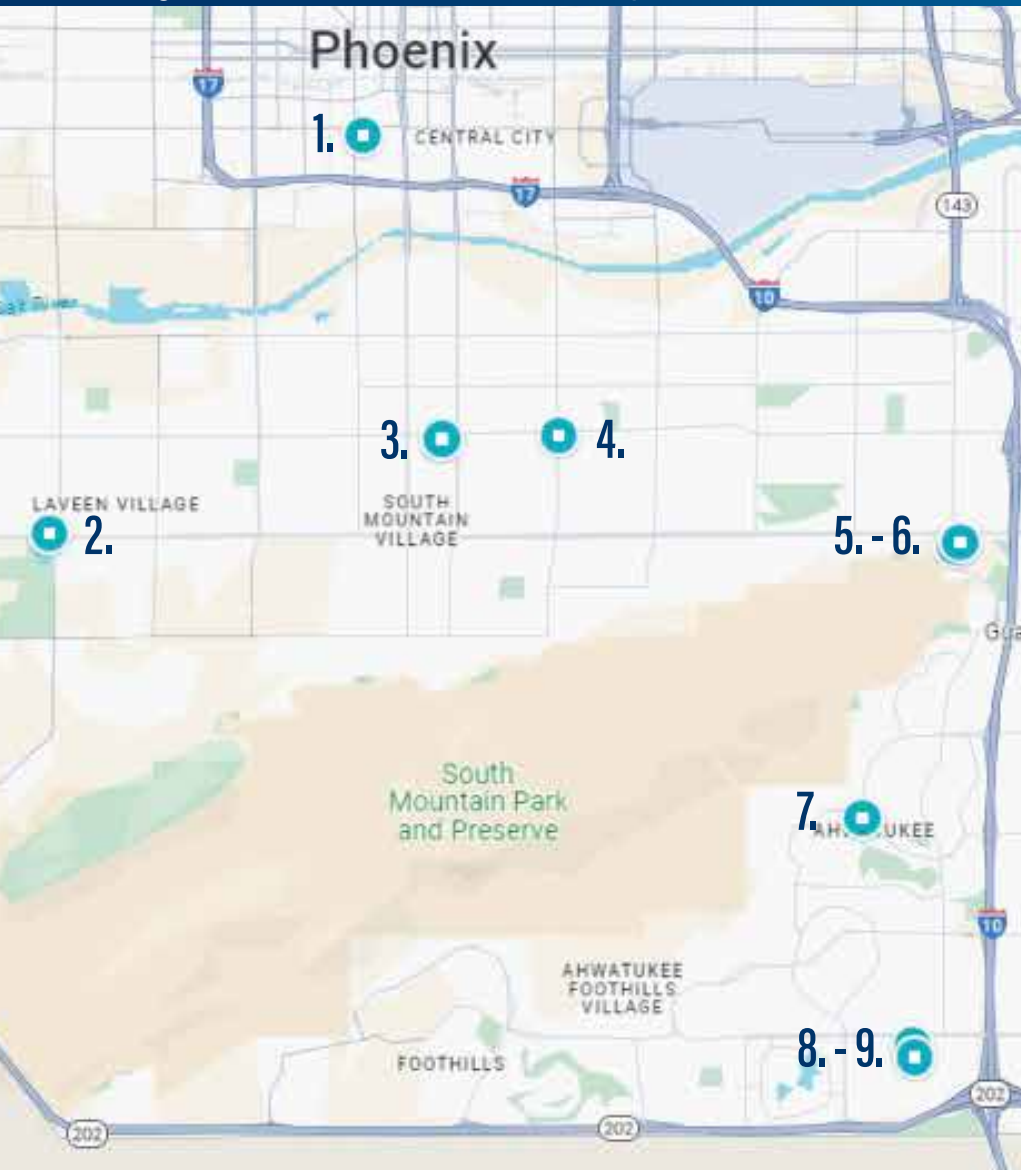 Phoenix
17
1.
CENTRAL CITY
17
143
10
3.
4.
LAVEEN VILLAGE
SOUTH
MOUNTAIN
VILLAGE
2.
5. - 6.
South
Mountain Park
and Preserve
7.
10
AHWATUKEE
FOOTHILLS
VILLAGE
8. - 9.
FOOTHILLS
202
202
202